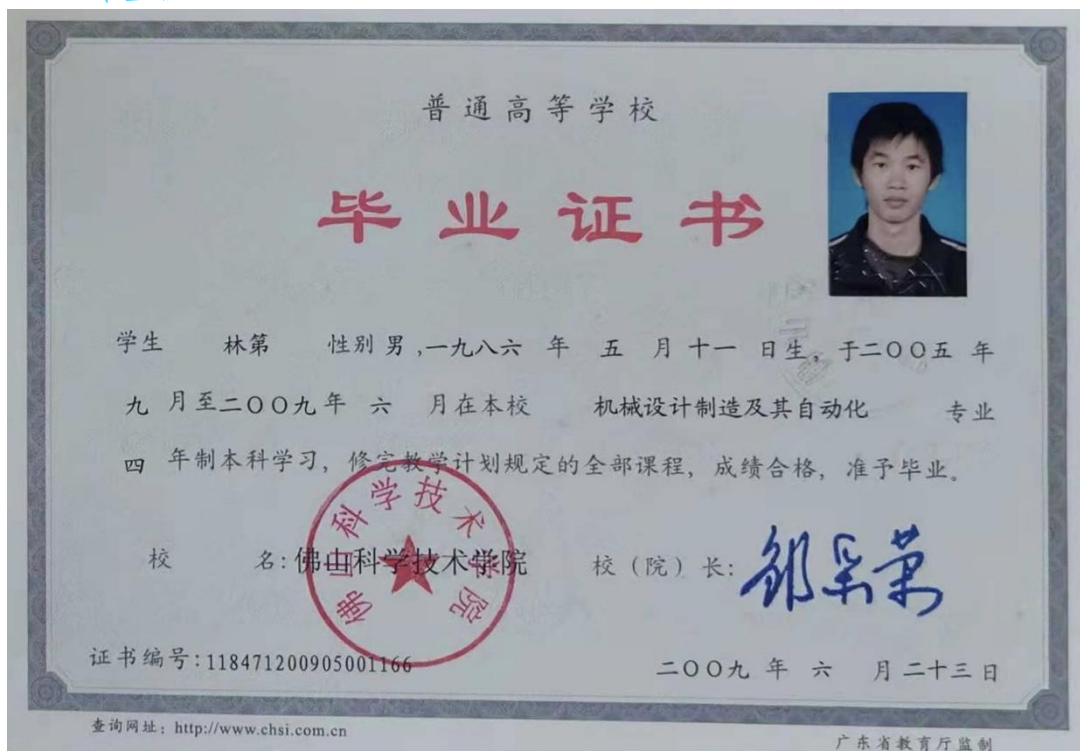 普通高等学校
毕业证书
学生 林第 性别 男 ,一九八六 年 五 月 十一 日生，于二〇〇五 年
九 月至二〇〇九年 六 月在本校 机械设计制造及其自动化 专业
四 年制本科学习，修完教学计划规定的全部课程，成绩合格，准予毕业。
佛山科学技术学院
校 名:佛山科学技术学院 校（院）长:
证书编号:118471200905001166 二〇〇九 年 六 月 二十三 日
查询网址：http://www.chsi.com.cn
广东省教育厅监制